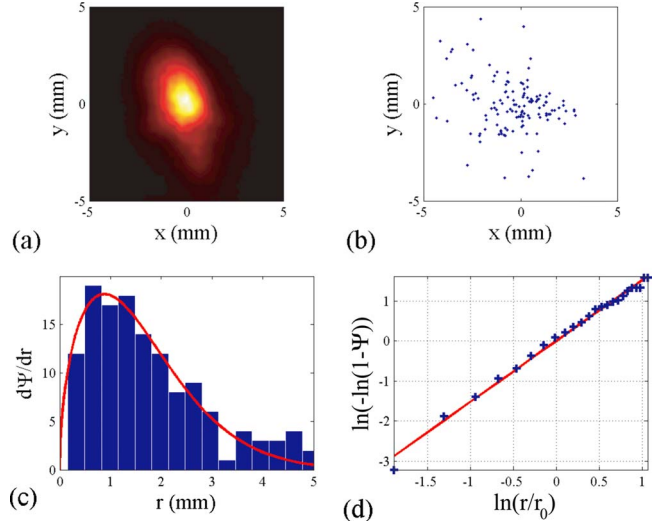 5
y (mm)
0
-5
-5 0 5
x (mm)
(a)
5
y (mm)
0
-5
-5 0 5
x (mm)
(b)
15
10
5
0
dΨ/dr
0 1 2 3 4 5
r (mm)
(c)
1
0
-1
-2
-3
ln(-ln(1-Ψ))
-1.5 -1 -0.5 0 0.5 1
ln(r/r0)
(d)